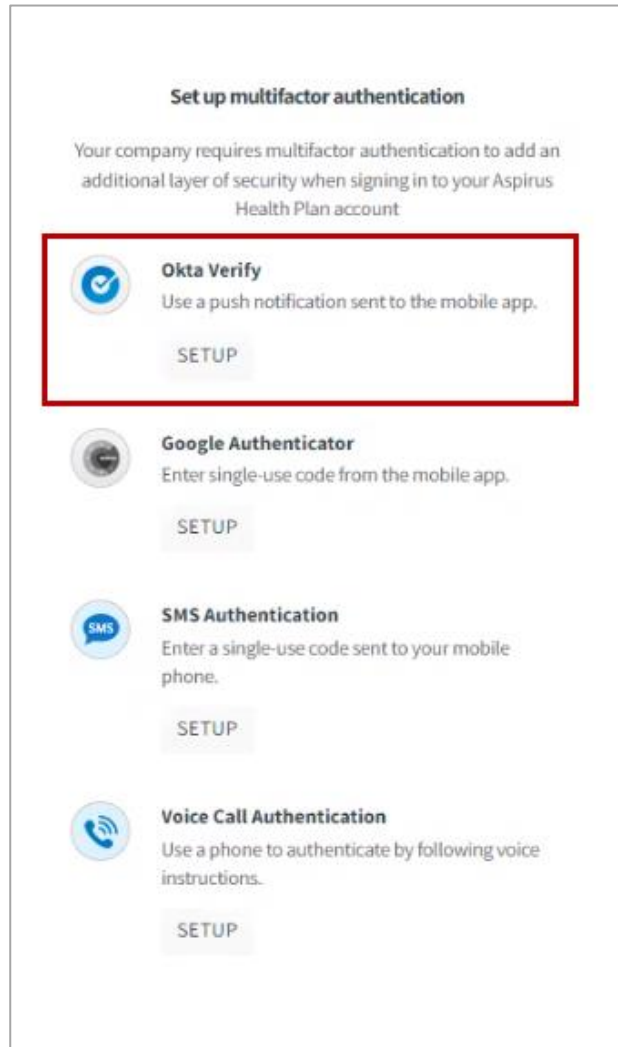 Set up multifactor authentication
Your company requires multifactor authentication to add an
additional layer of security when signing in to your Aspirus
Health Plan account
Okta Verify
Use a push notification sent to the mobile app.
SETUP
Google Authenticator
Enter single-use code from the mobile app.
SETUP
SMS
SMS Authentication
Enter a single-use code sent to your mobile
phone.
SETUP
Voice Call Authentication
Use a phone to authenticate by following voice
instructions.
SETUP